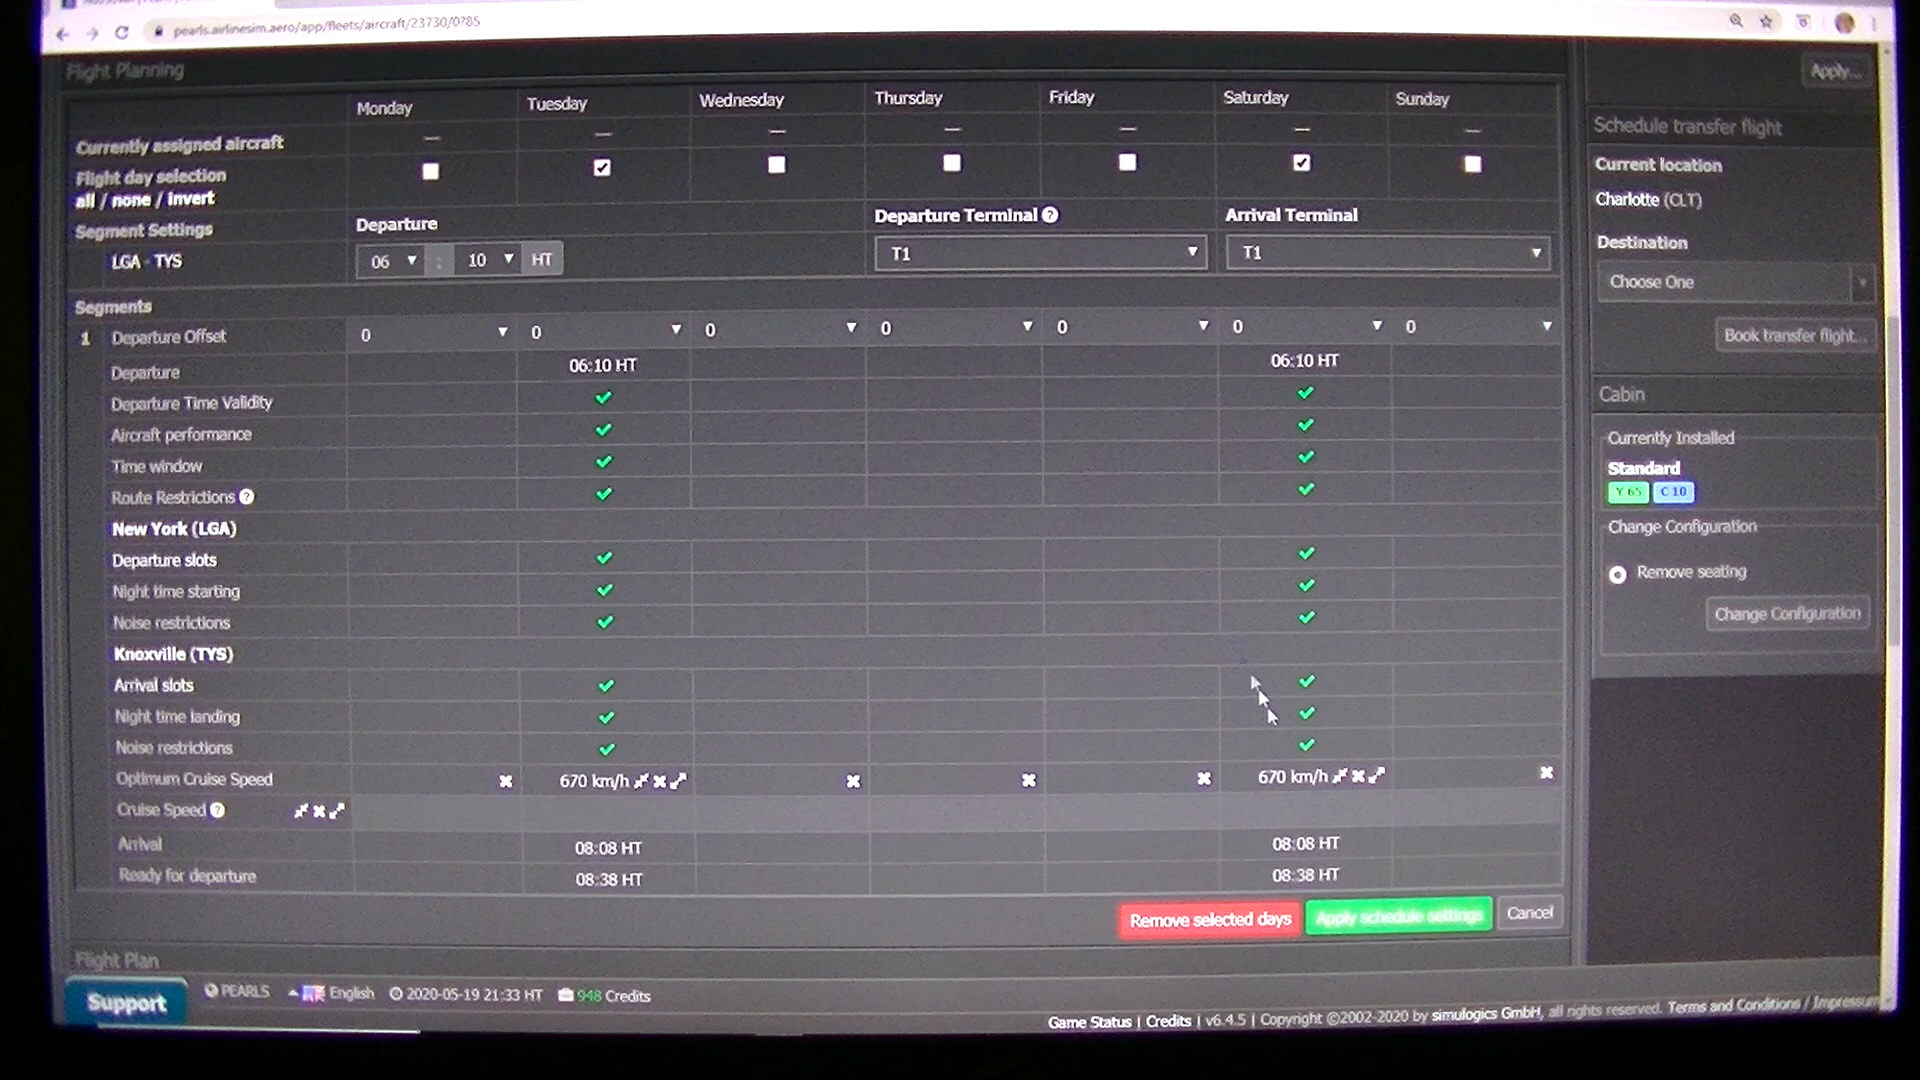 pearls.airlinesim.aero/app/fleets/aircraft/23730/0?85
Flight Planning
Apply...
Monday Tuesday Wednesday Thursday Friday Saturday Sunday
Currently assigned aircraft — — — — — — —
Flight day selection
all / none / invert
Segment Settings Departure Departure Terminal ? Arrival Terminal
LGA - TYS 06 : 10 HT T1 T1
Segments
1 Departure Offset 0 0 0 0 0 0 0
Departure 06:10 HT 06:10 HT
Departure Time Validity
Aircraft performance
Time window
Route Restrictions ?
New York (LGA)
Departure slots
Night time starting
Noise restrictions
Knoxville (TYS)
Arrival slots
Night time landing
Noise restrictions
Optimum Cruise Speed 670 km/h 670 km/h
Cruise Speed ?
Arrival 08:08 HT 08:08 HT
Ready for departure 08:38 HT 08:38 HT
Remove selected days Apply schedule settings Cancel
Flight Plan
Schedule transfer flight
Current location
Charlotte (CLT)
Destination
Choose One
Book transfer flight...
Cabin
Currently Installed
Standard
Y 65 C 10
Change Configuration
Remove seating
Change Configuration
Support PEARLS English 2020-05-19 21:33 HT 948 Credits
Game Status | Credits | v6.4.5 | Copyright ©2002-2020 by simulogics GmbH, all rights reserved. Terms and Conditions / Impressum